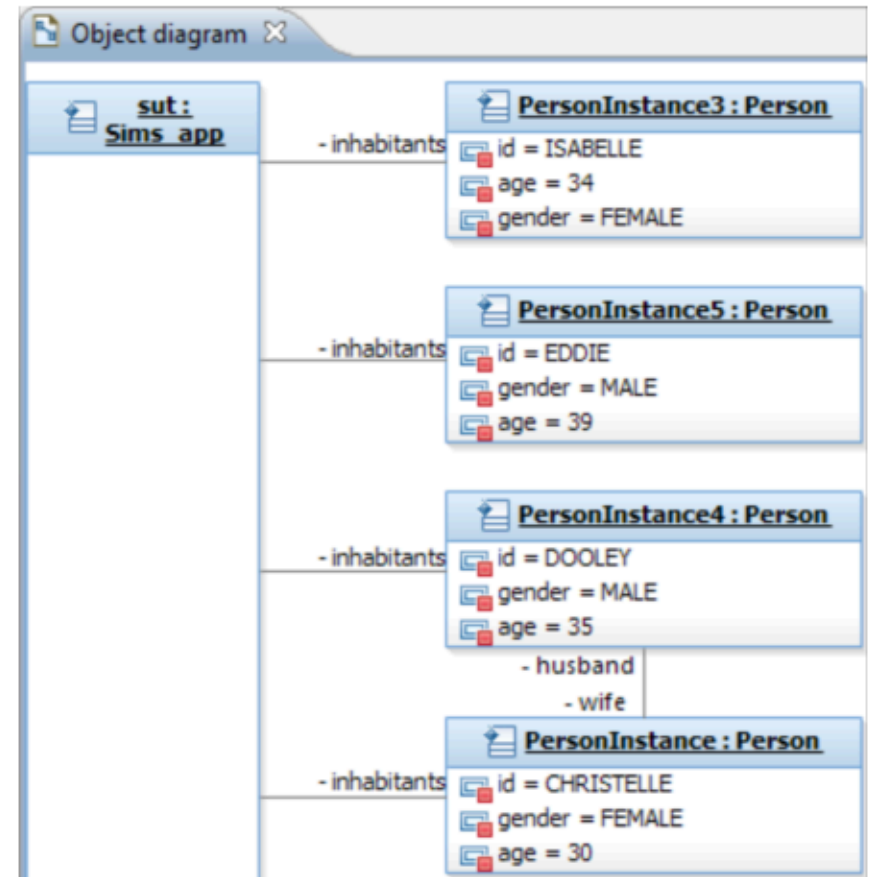 Object diagram
sut :
Sims_app
PersonInstance3 : Person
- inhabitants
id = ISABELLE
age = 34
gender = FEMALE
PersonInstance5 : Person
- inhabitants
id = EDDIE
gender = MALE
age = 39
PersonInstance4 : Person
- inhabitants
id = DOOLEY
gender = MALE
age = 35
- husband
- wife
PersonInstance : Person
- inhabitants
id = CHRISTELLE
gender = FEMALE
age = 30